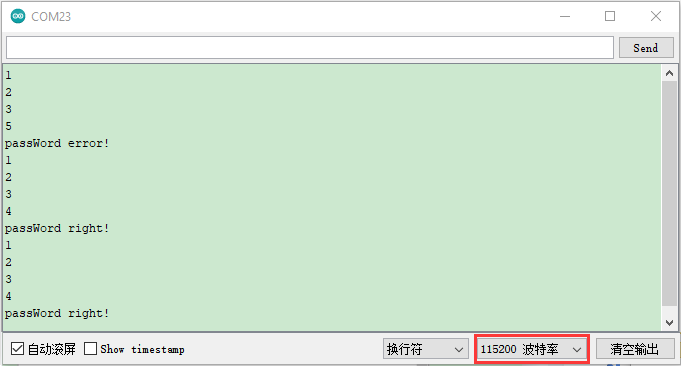 COM23
Send
1
2
3
5
passWord error!
1
2
3
4
passWord right!
1
2
3
4
passWord right!
自动滚屏 Show timestamp 换行符 115200 波特率 清空输出